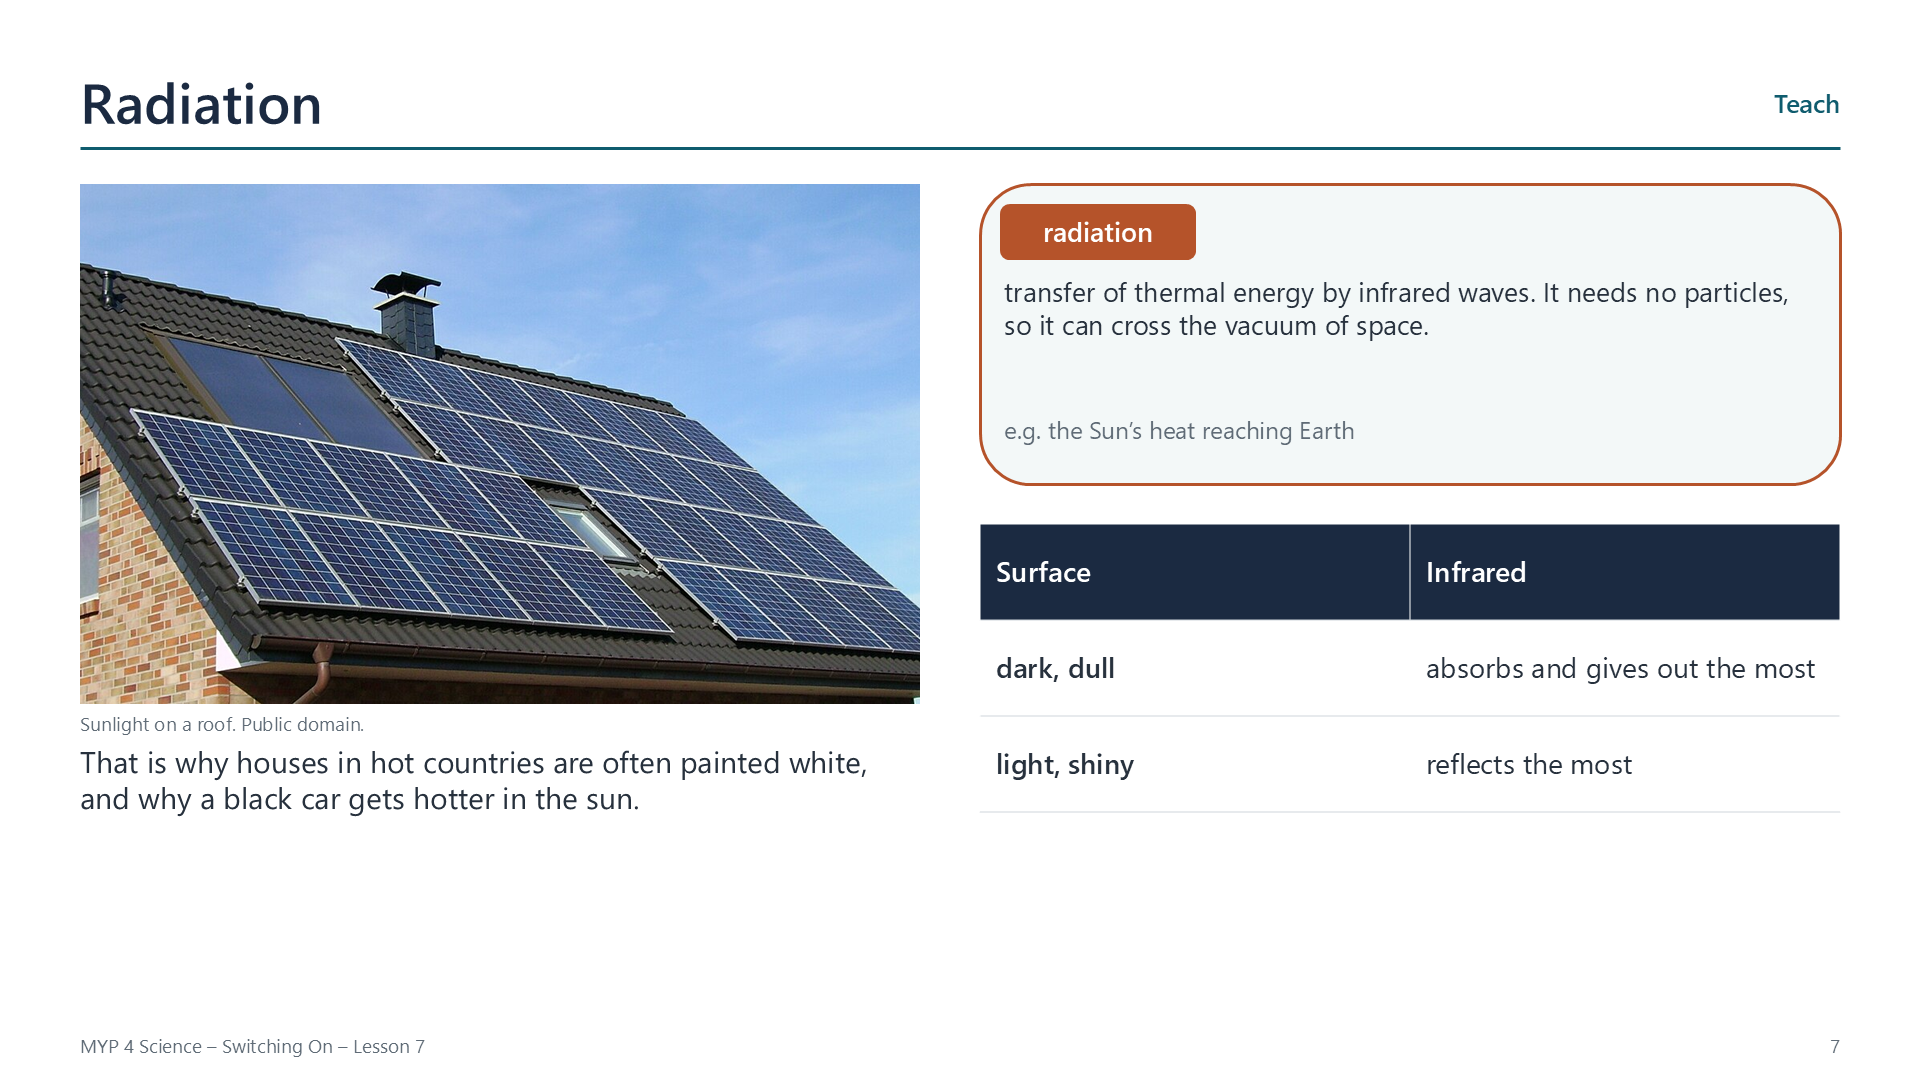 Radiation
Teach
Sunlight on a roof. Public domain.
That is why houses in hot countries are often painted white,
and why a black car gets hotter in the sun.
radiation
transfer of thermal energy by infrared waves. It needs no particles,
so it can cross the vacuum of space.
e.g. the Sun’s heat reaching Earth
Surface Infrared
dark, dull absorbs and gives out the most
light, shiny reflects the most
MYP 4 Science – Switching On – Lesson 7
7